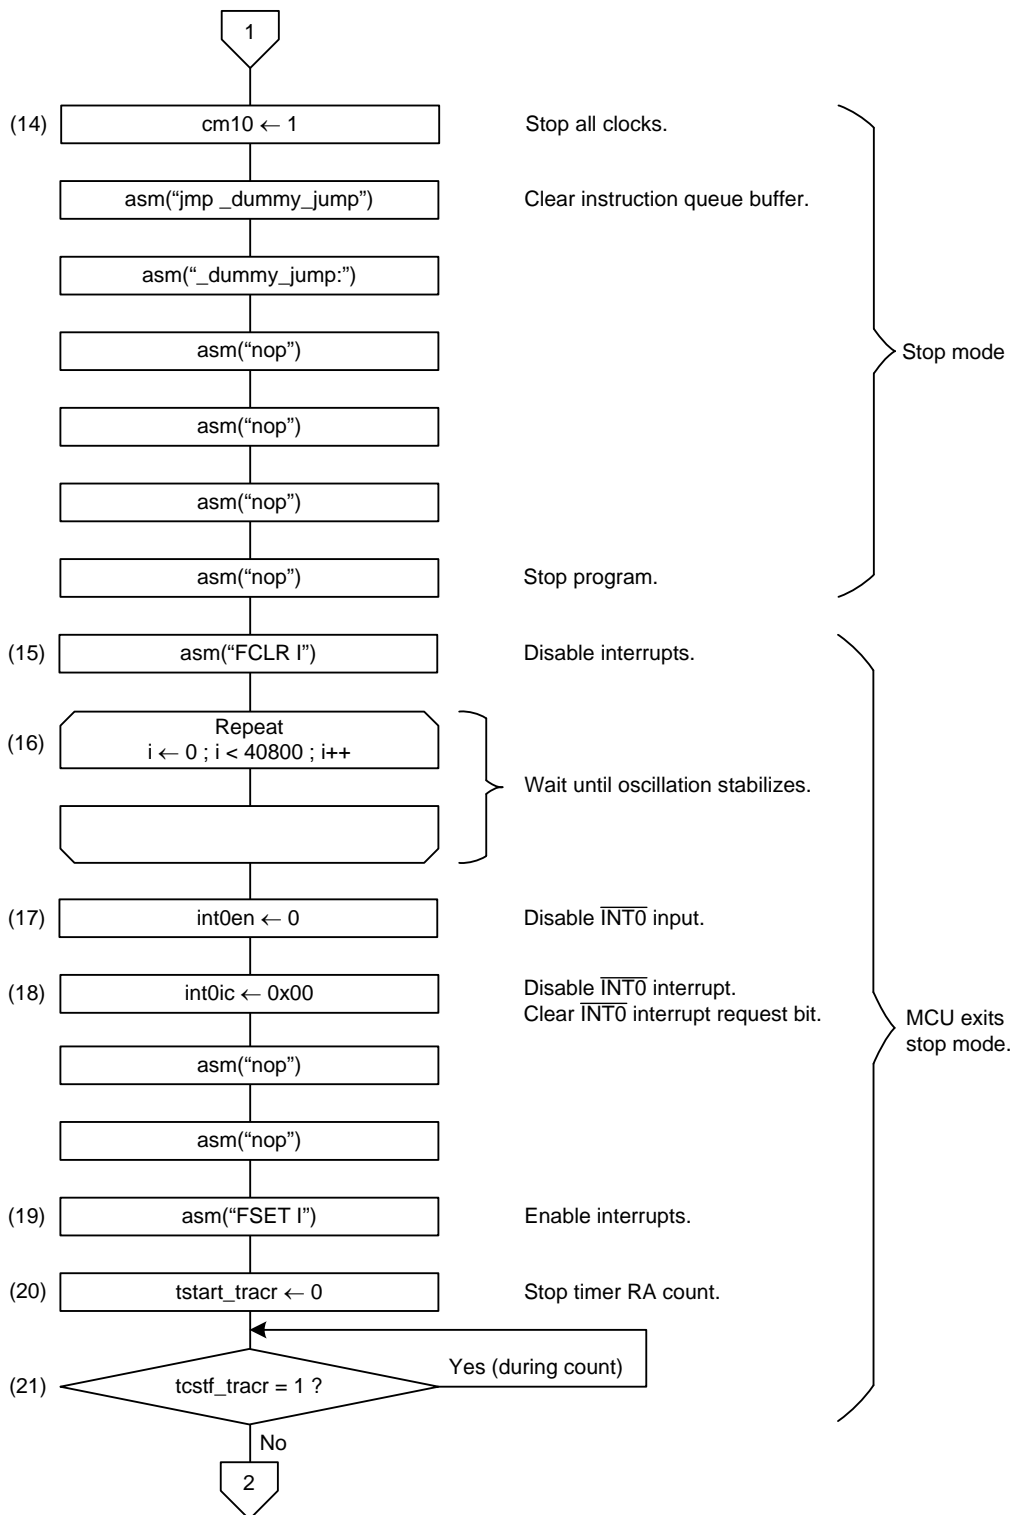 1
(14) cm10 ← 1 Stop all clocks.
asm(“jmp _dummy_jump”) Clear instruction queue buffer.
asm(“_dummy_jump:”)
asm(“nop”) Stop mode
asm(“nop”)
asm(“nop”)
asm(“nop”) Stop program.
(15) asm(“FCLR I”) Disable interrupts.
(16) Repeat
i ← 0 ; i < 40800 ; i++
Wait until oscillation stabilizes.
(17) int0en ← 0 Disable I̅N̅T̅0̅ input.
(18) int0ic ← 0x00 Disable I̅N̅T̅0̅ interrupt.
Clear I̅N̅T̅0̅ interrupt request bit.
MCU exits
stop mode.
asm(“nop”)
asm(“nop”)
(19) asm(“FSET I”) Enable interrupts.
(20) tstart_tracr ← 0 Stop timer RA count.
Yes (during count)
(21) tcstf_tracr = 1 ?
No
2